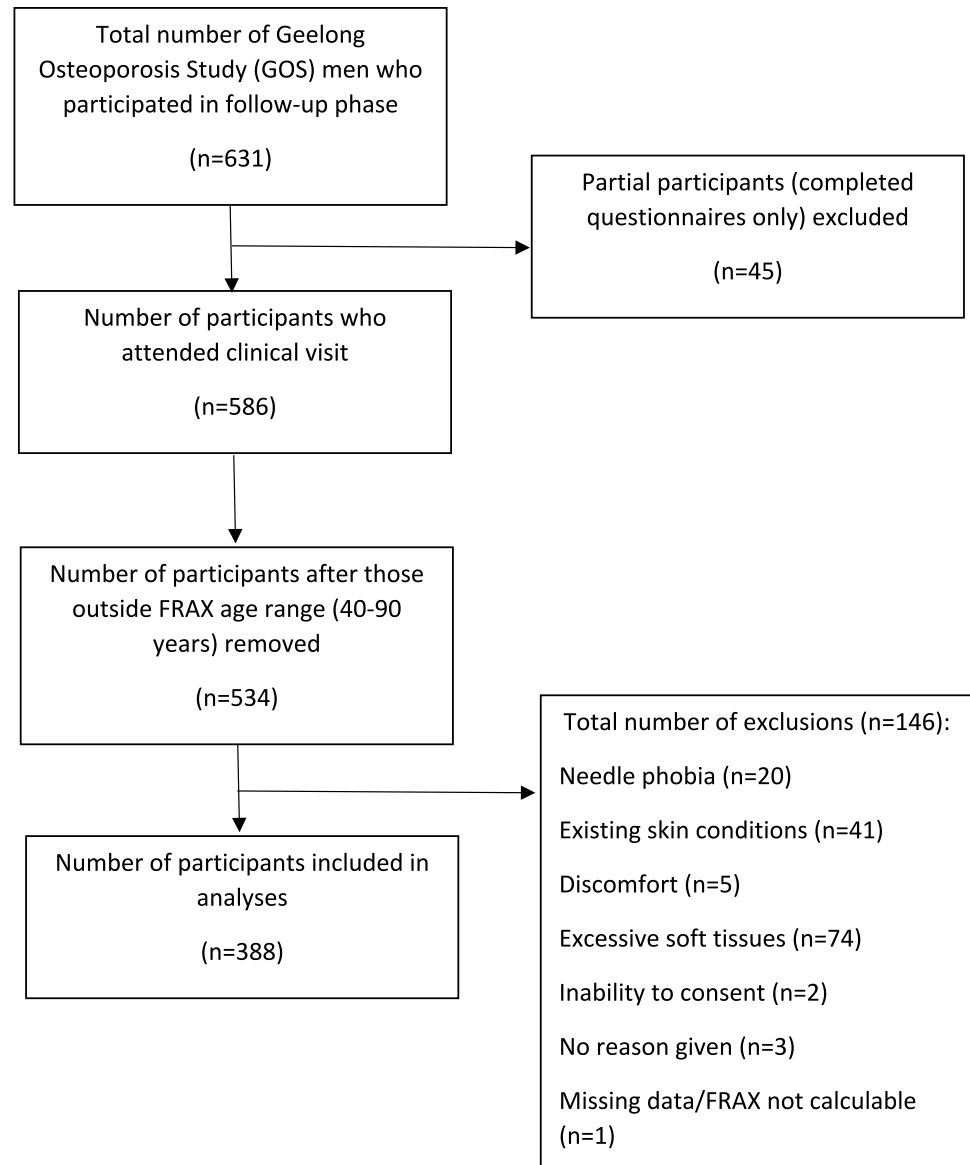 Total number of Geelong
Osteoporosis Study (GOS) men who
participated in follow-up phase
(n=631)
Partial participants (completed
questionnaires only) excluded
(n=45)
Number of participants who
attended clinical visit
(n=586)
Number of participants after those
outside FRAX age range (40-90
years) removed
(n=534)
Total number of exclusions (n=146):
Needle phobia (n=20)
Existing skin conditions (n=41)
Discomfort (n=5)
Excessive soft tissues (n=74)
Inability to consent (n=2)
No reason given (n=3)
Missing data/FRAX not calculable
(n=1)
Number of participants included in
analyses
(n=388)